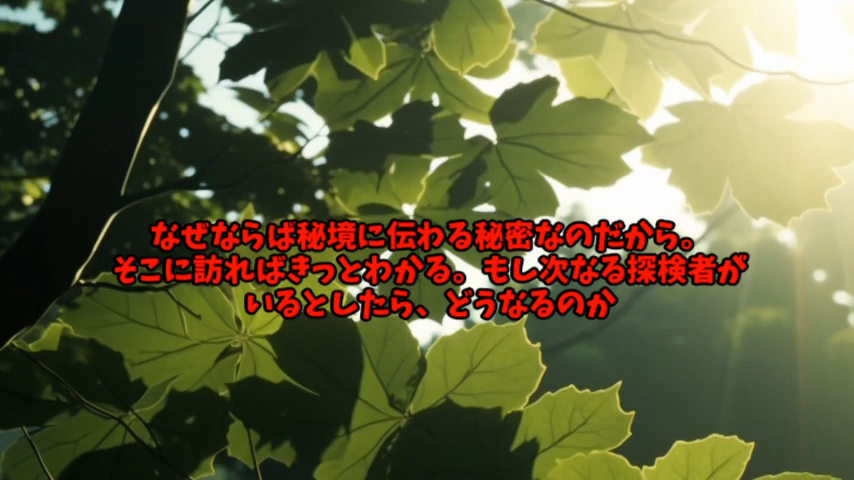 なぜならば秘境に伝わる秘密なのだから。
そこに訪ればきっとわかる。もし次なる探検者が
いるとしたら、どうなるのか